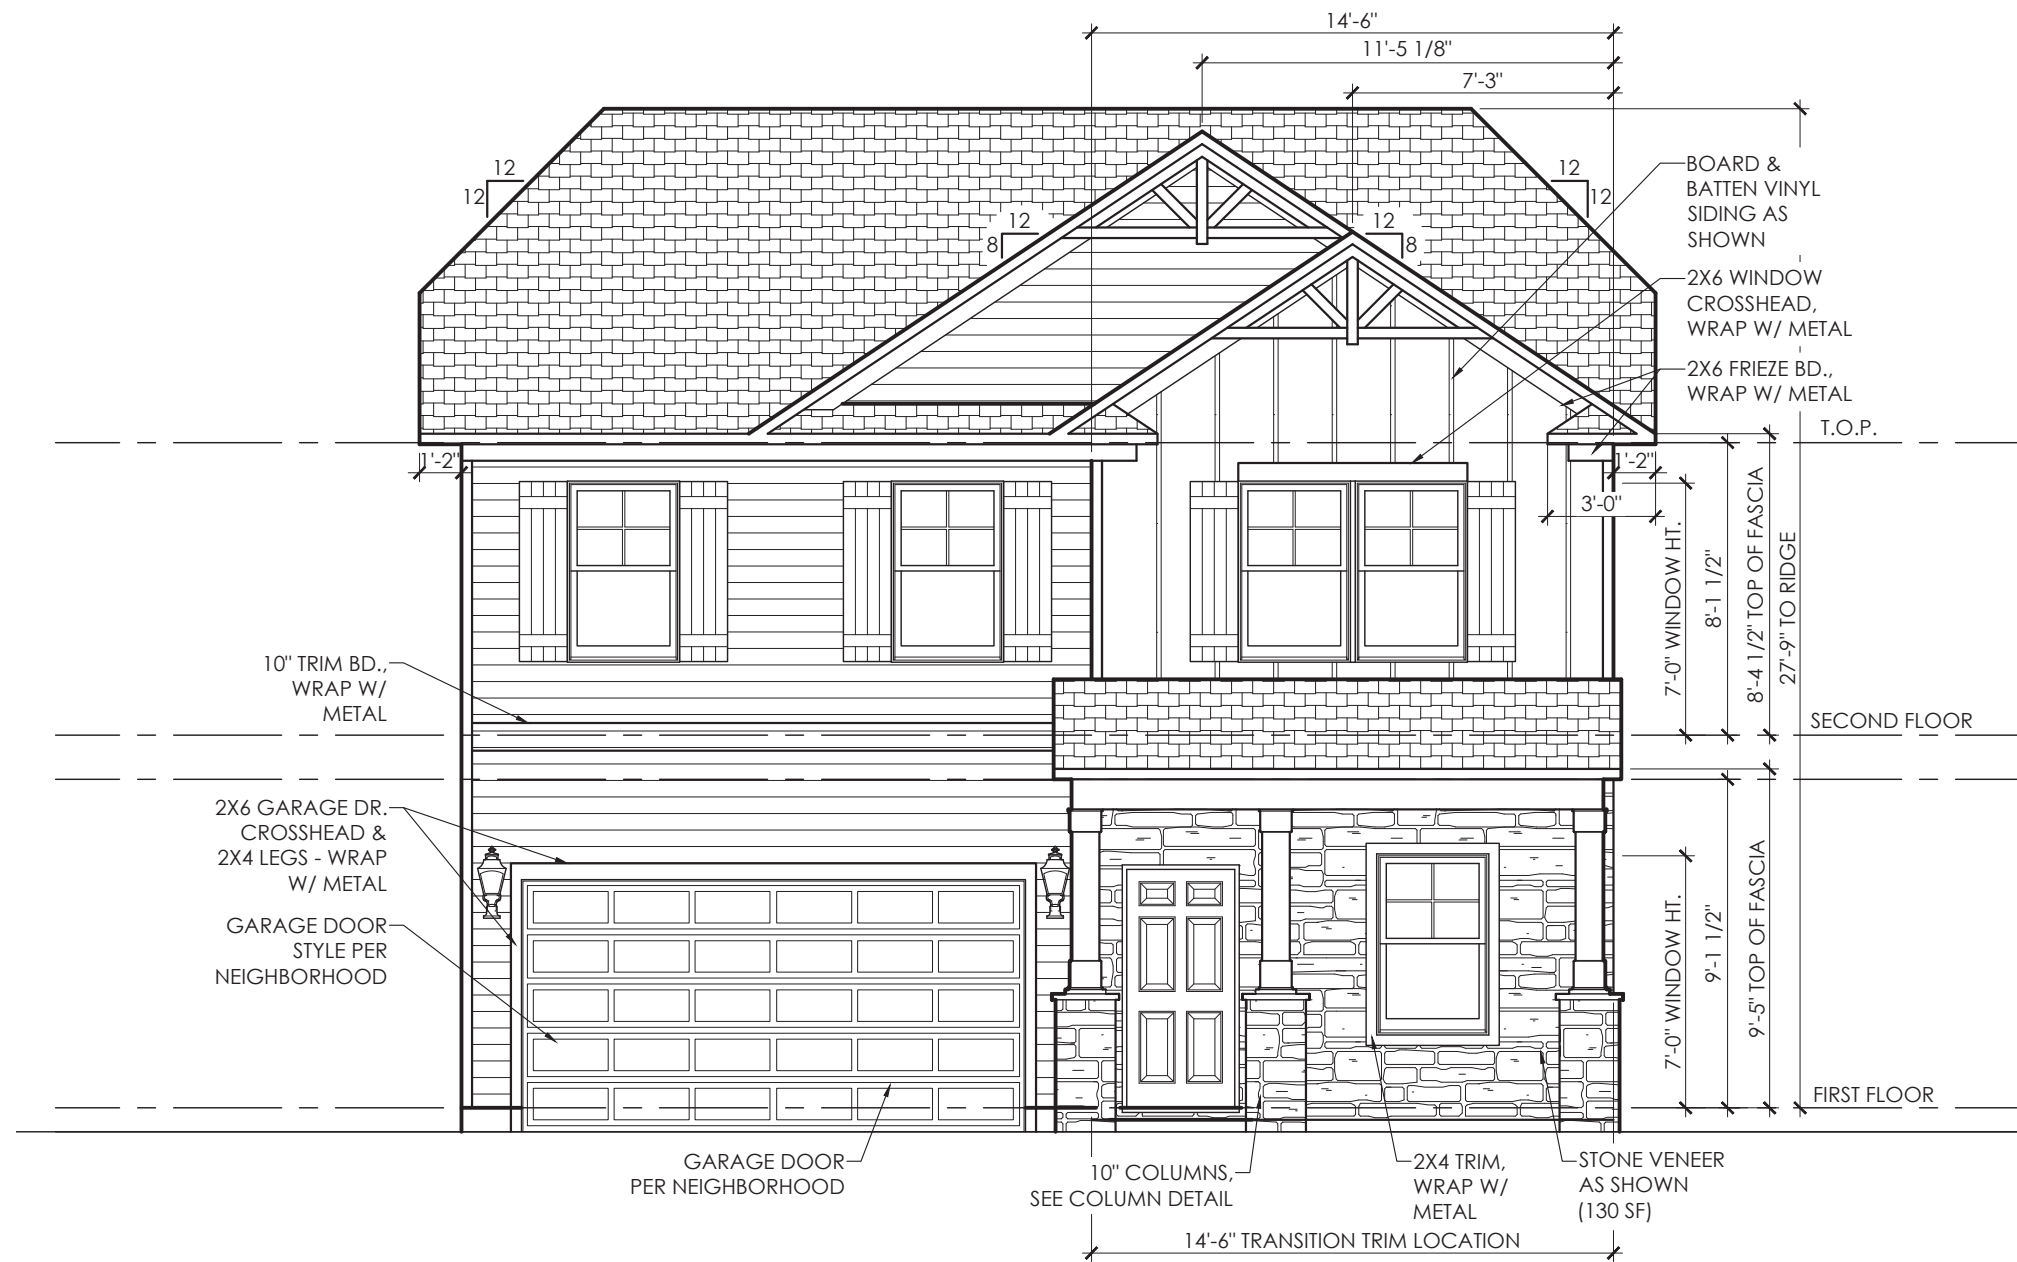 14'-6"
11'-5 1/8"
7'-3"
12
12
12
12
12
8
12
8
BOARD &
BATTEN VINYL
SIDING AS
SHOWN
2X6 WINDOW
CROSSHEAD,
WRAP W/ METAL
2X6 FRIEZE BD.,
WRAP W/ METAL
T.O.P.
1'-2"
1'-2"
3'-0"
7'-0" WINDOW HT.
8'-1 1/2"
8'-4 1/2" TOP OF FASCIA
27'-9" TO RIDGE
10" TRIM BD.,
WRAP W/
METAL
SECOND FLOOR
2X6 GARAGE DR.
CROSSHEAD &
2X4 LEGS - WRAP
W/ METAL
GARAGE DOOR
STYLE PER
NEIGHBORHOOD
7'-0" WINDOW HT.
9'-1 1/2"
9'-5" TOP OF FASCIA
FIRST FLOOR
GARAGE DOOR
PER NEIGHBORHOOD
10" COLUMNS,
SEE COLUMN DETAIL
2X4 TRIM,
WRAP W/
METAL
STONE VENEER
AS SHOWN
(130 SF)
14'-6" TRANSITION TRIM LOCATION